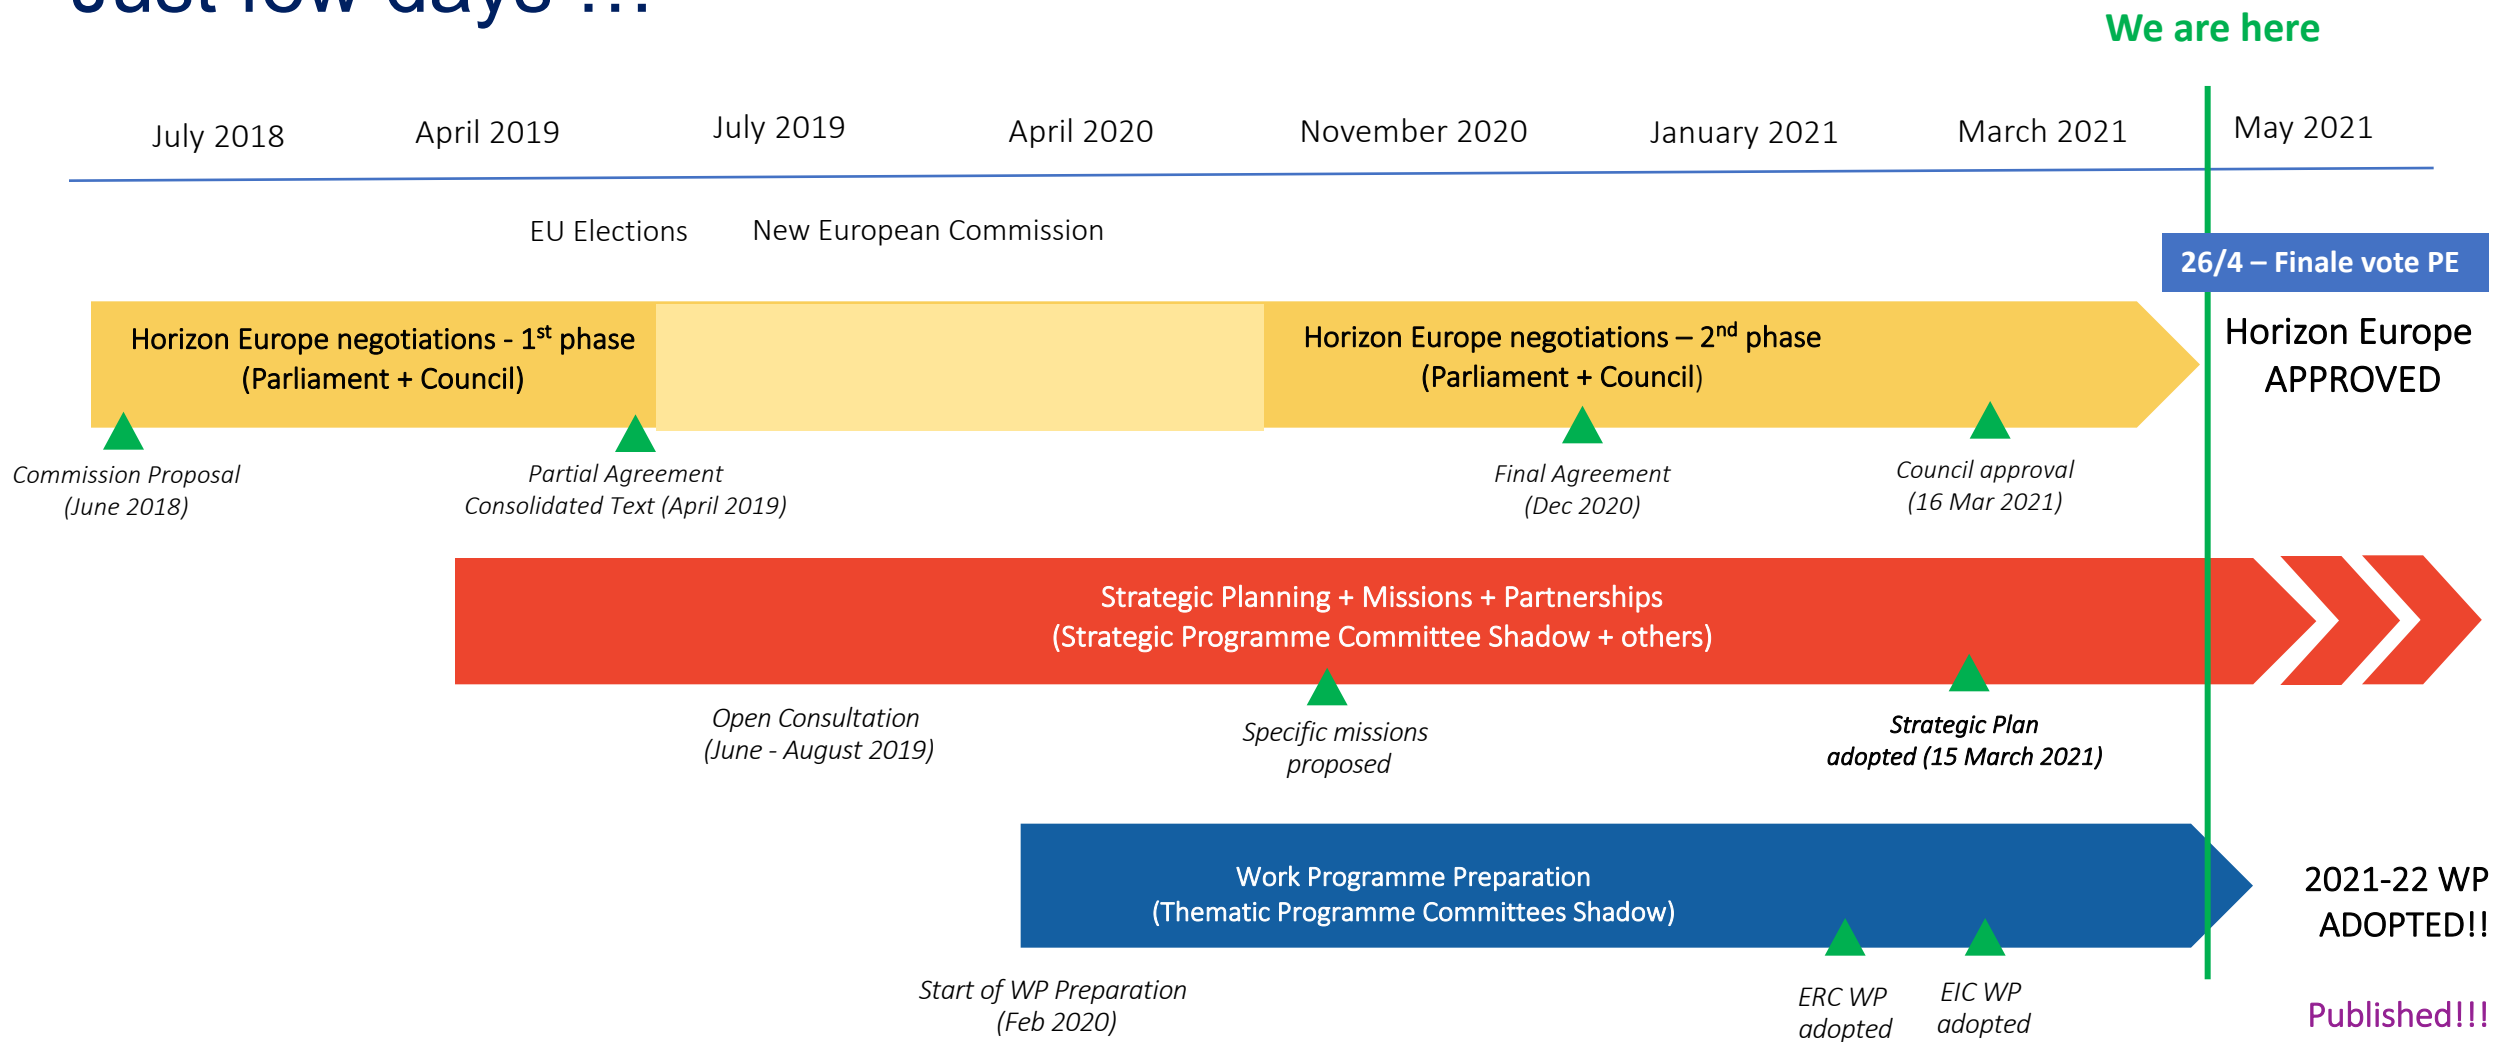 Just few days !!!
We are here
July 2018
April 2019
July 2019
April 2020
November 2020
January 2021
March 2021
May 2021
EU Elections
New European Commission
26/4 – Finale vote PE
Horizon Europe negotiations - 1st phase
(Parliament + Council)
Horizon Europe negotiations – 2nd phase
(Parliament + Council)
Horizon Europe
APPROVED
Commission Proposal
(June 2018)
Partial Agreement
Consolidated Text (April 2019)
Final Agreement
(Dec 2020)
Council approval
(16 Mar 2021)
Strategic Planning + Missions + Partnerships
(Strategic Programme Committee Shadow + others)
Open Consultation
(June - August 2019)
Specific missions
proposed
Strategic Plan
adopted (15 March 2021)
Work Programme Preparation
(Thematic Programme Committees Shadow)
2021-22 WP
ADOPTED!!
Start of WP Preparation
(Feb 2020)
ERC WP
adopted
EIC WP
adopted
Published!!!